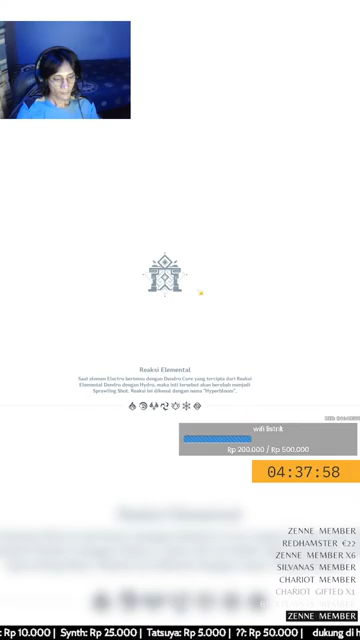 Reaksi Elemental
Saat elemen Electro bertemu dengan Dendro Core yang tercipta dari Reaksi
Elemental Dendro dengan Hydro, maka inti tersebut akan berubah menjadi
Sprawling Shot. Reaksi ini dikenal dengan nama "Hyperbloom".
wifi listrik
Rp 200.000 / Rp 500.000
04:37:58
ZENNE MEMBER
REDHAMSTER €22
ZENNE MEMBER X6
SILVANAS MEMBER
CHARIOT MEMBER
CHARIOT GIFTED X1
ZENNE MEMBER
: Rp 10.000 | Synth: Rp 25.000 | Tatsuya: Rp 5.000 | ??: Rp 50.000 | dukung di